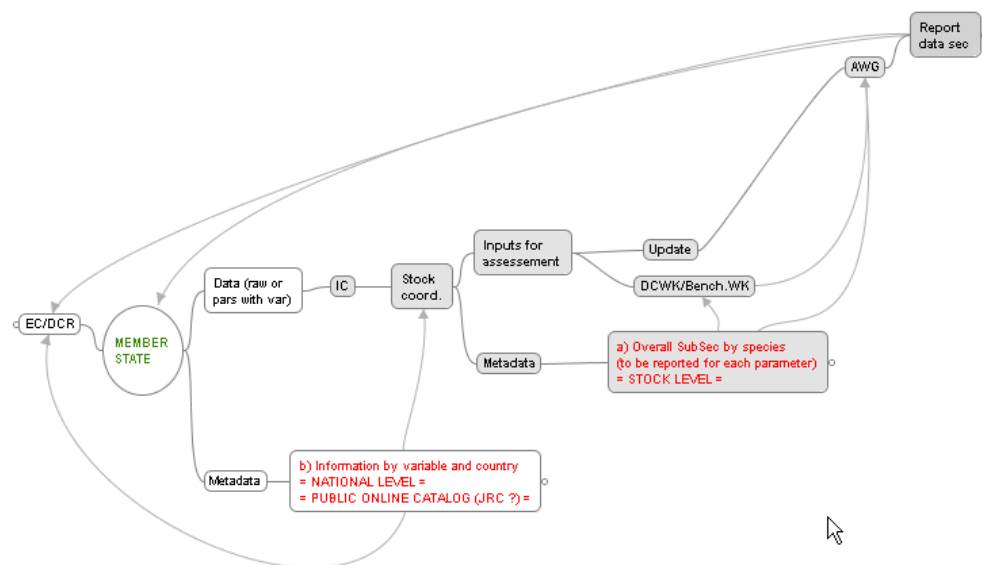 Report
data sec
AWG
Inputs for
assessement
Update
Data (raw or
pars with var)
IC
Stock
coord.
DCWK/Bench.WK
EC/DCR
MEMBER
STATE
a) Overall SubSec by species
(to be reported for each parameter)
= STOCK LEVEL =
Metadata
b) Information by variable and country
= NATIONAL LEVEL =
= PUBLIC ONLINE CATALOG (JRC ?) =
Metadata